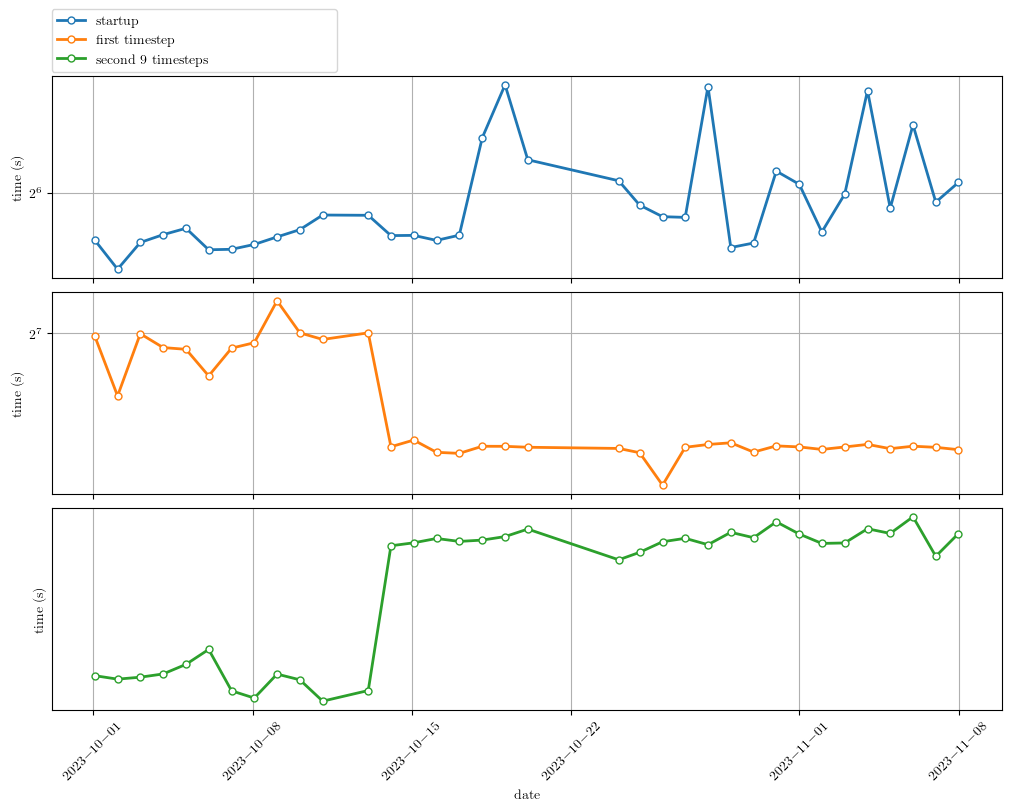 startup
first timestep
second 9 timesteps
time (s)
2^6
time (s)
2^7
time (s)
2023-10-01
2023-10-08
2023-10-15
2023-10-22
2023-11-01
2023-11-08
date